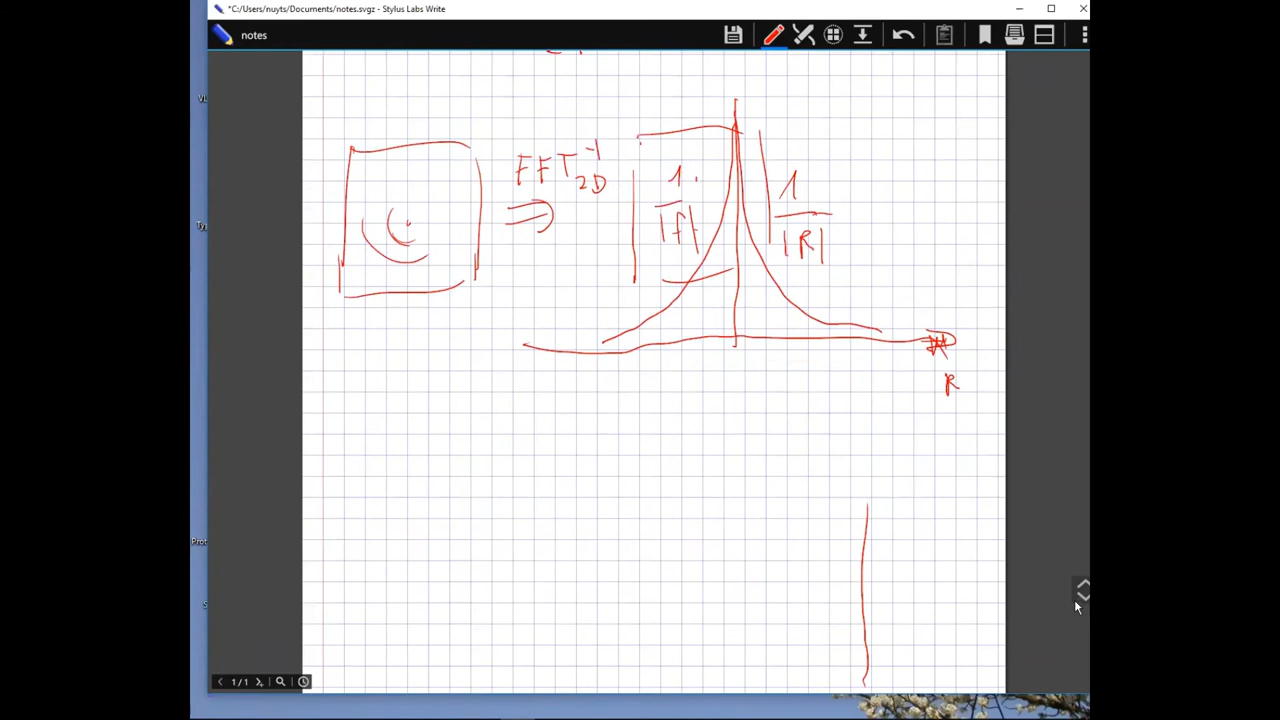 *C:/Users/nuyts/Documents/notes.svgz - Stylus Labs Write
notes
FFT -1 2D
1
|f|
1
|R|
R
1/1